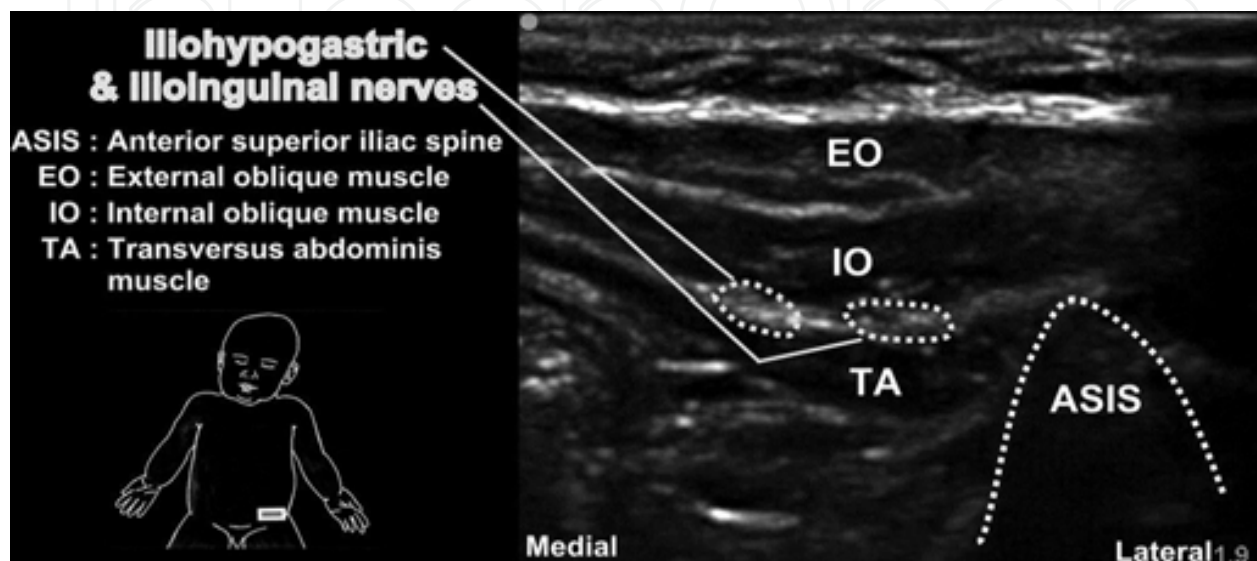 Iliohypogastric
& Ilioinguinal nerves
ASIS : Anterior superior iliac spine
EO : External oblique muscle
IO : Internal oblique muscle
TA : Transversus abdominis
muscle
EO
IO
TA
ASIS
Medial
Lateral 1.9